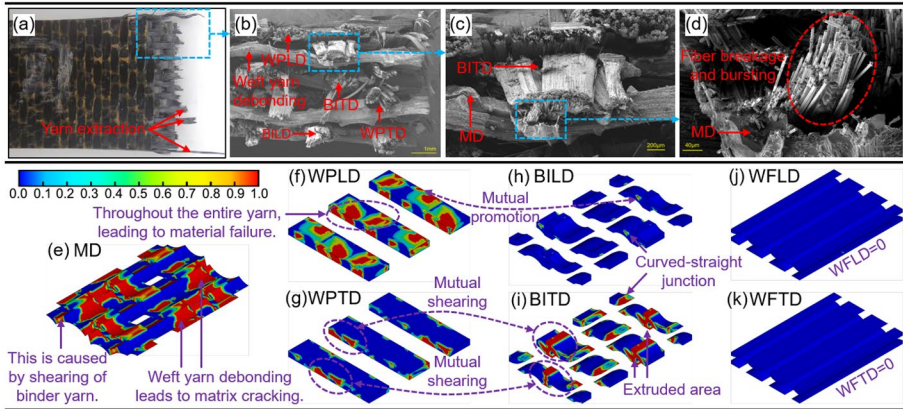 (a)
Yarn extraction
(b)
WPLD
Weft yarn
debonding
BITD
BILD
WPTD
1mm
(c)
BITD
MD
200μm
(d)
Fiber breakage
and bursting
MD
40μm
0.0 0.1 0.2 0.3 0.4 0.5 0.6 0.7 0.8 0.9 1.0
Throughout the entire yarn,
leading to material failure.
(e) MD
This is caused
by shearing of
binder yarn.
Weft yarn debonding
leads to matrix cracking.
(f) WPLD
Mutual
promotion
(g) WPTD
Mutual
shearing
Mutual
shearing
(h) BILD
Curved-straight
junction
(i) BITD
Extruded area
(j) WFLD
WFLD=0
(k) WFTD
WFTD=0